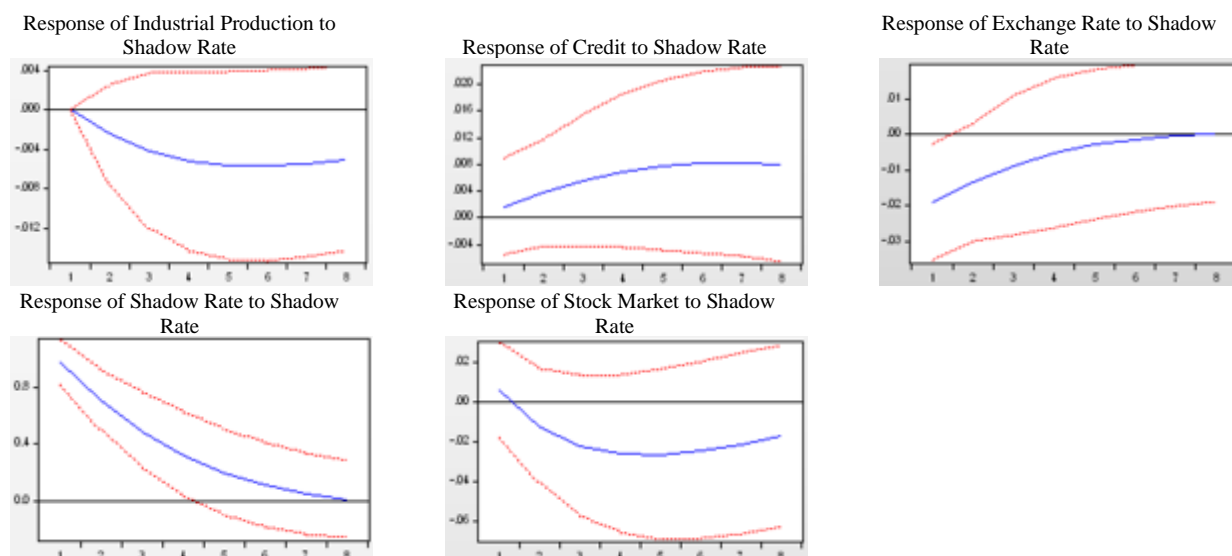 Response of Industrial Production to
Shadow Rate
.004
.000
-.004
-.008
-.012
1 2 3 4 5 6 7 8
Response of Credit to Shadow Rate
.020
.016
.012
.008
.004
.000
-.004
1 2 3 4 5 6 7 8
Response of Exchange Rate to Shadow
Rate
.01
.00
-.01
-.02
-.03
1 2 3 4 5 6 7 8
Response of Shadow Rate to Shadow
Rate
0.8
0.4
0.0
1 2 3 4 5 6 7 8
Response of Stock Market to Shadow
Rate
.02
.00
-.02
-.04
-.06
1 2 3 4 5 6 7 8